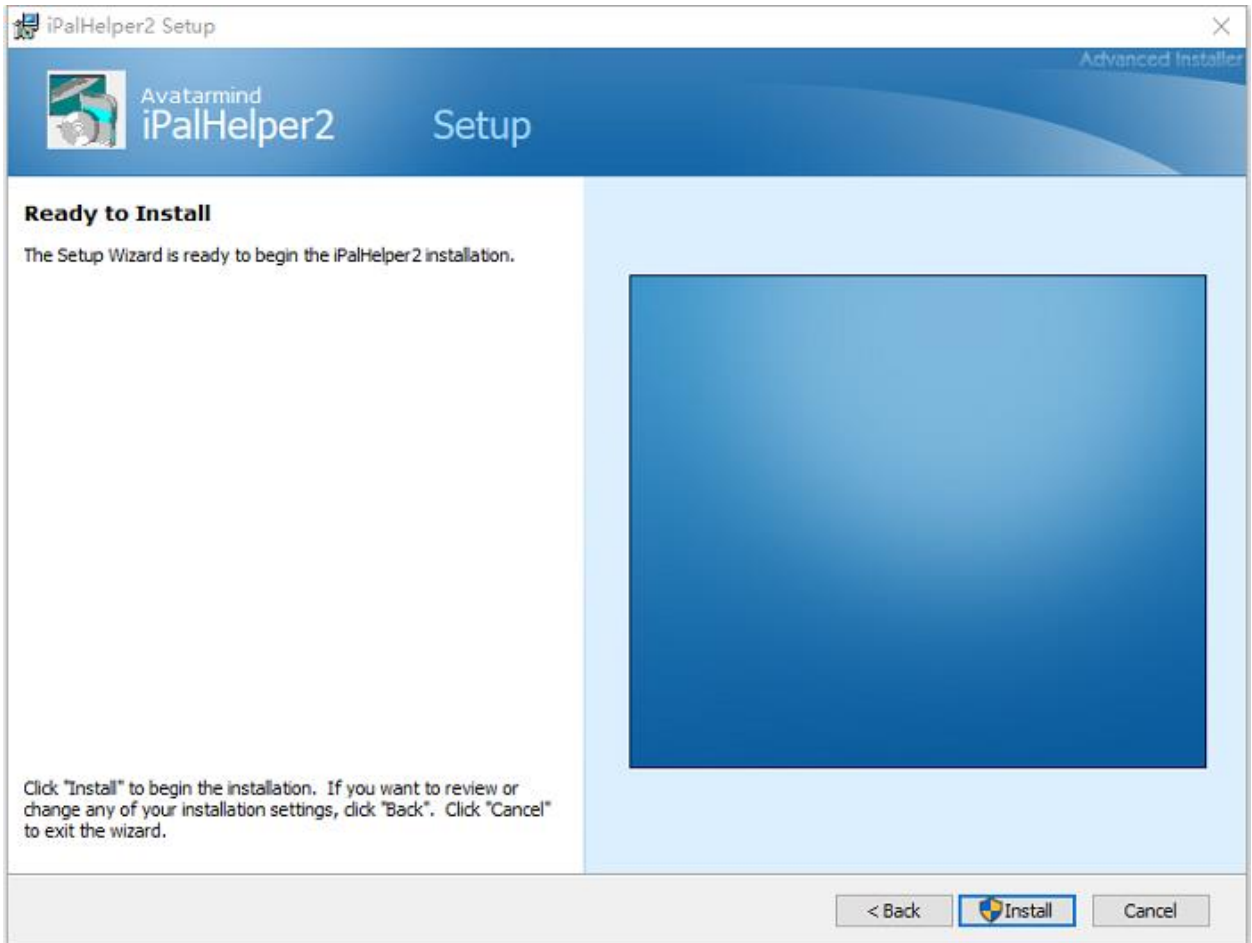 iPalHelper2 Setup
Advanced Installer
Avatarmind
iPalHelper2 Setup
Ready to Install
The Setup Wizard is ready to begin the iPalHelper2 installation.
Click "Install" to begin the installation. If you want to review or
change any of your installation settings, click "Back". Click "Cancel"
to exit the wizard.
< Back Install Cancel